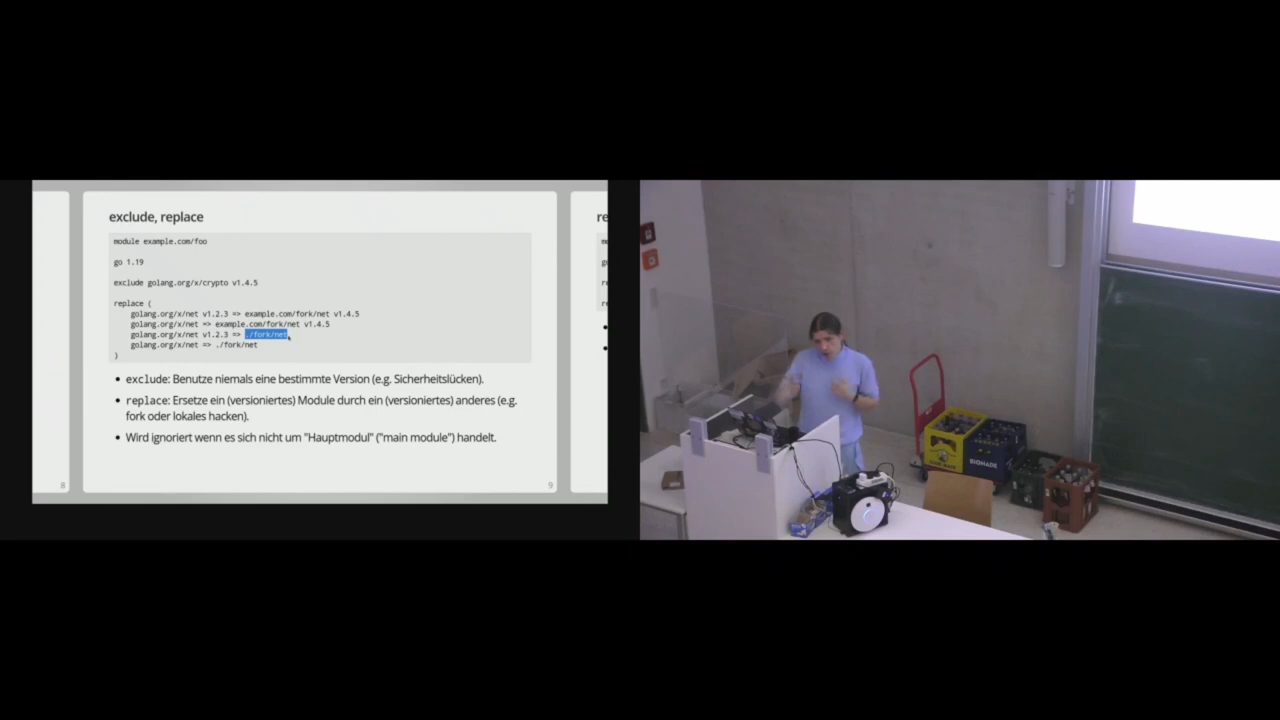 exclude, replace
module example.com/foo
go 1.19
exclude golang.org/x/crypto v1.4.5
replace (
golang.org/x/net v1.2.3 => example.com/fork/net v1.4.5
golang.org/x/net => example.com/fork/net v1.4.5
golang.org/x/net v1.2.3 => ./fork/net
golang.org/x/net => ./fork/net
)
• exclude: Benutze niemals eine bestimmte Version (e.g. Sicherheitslücken).
• replace: Ersetze ein (versioniertes) Module durch ein (versioniertes) anderes (e.g.
fork oder lokales hacken).
• Wird ignoriert wenn es sich nicht um "Hauptmodul" ("main module") handelt.
8
9
re
BIONADE